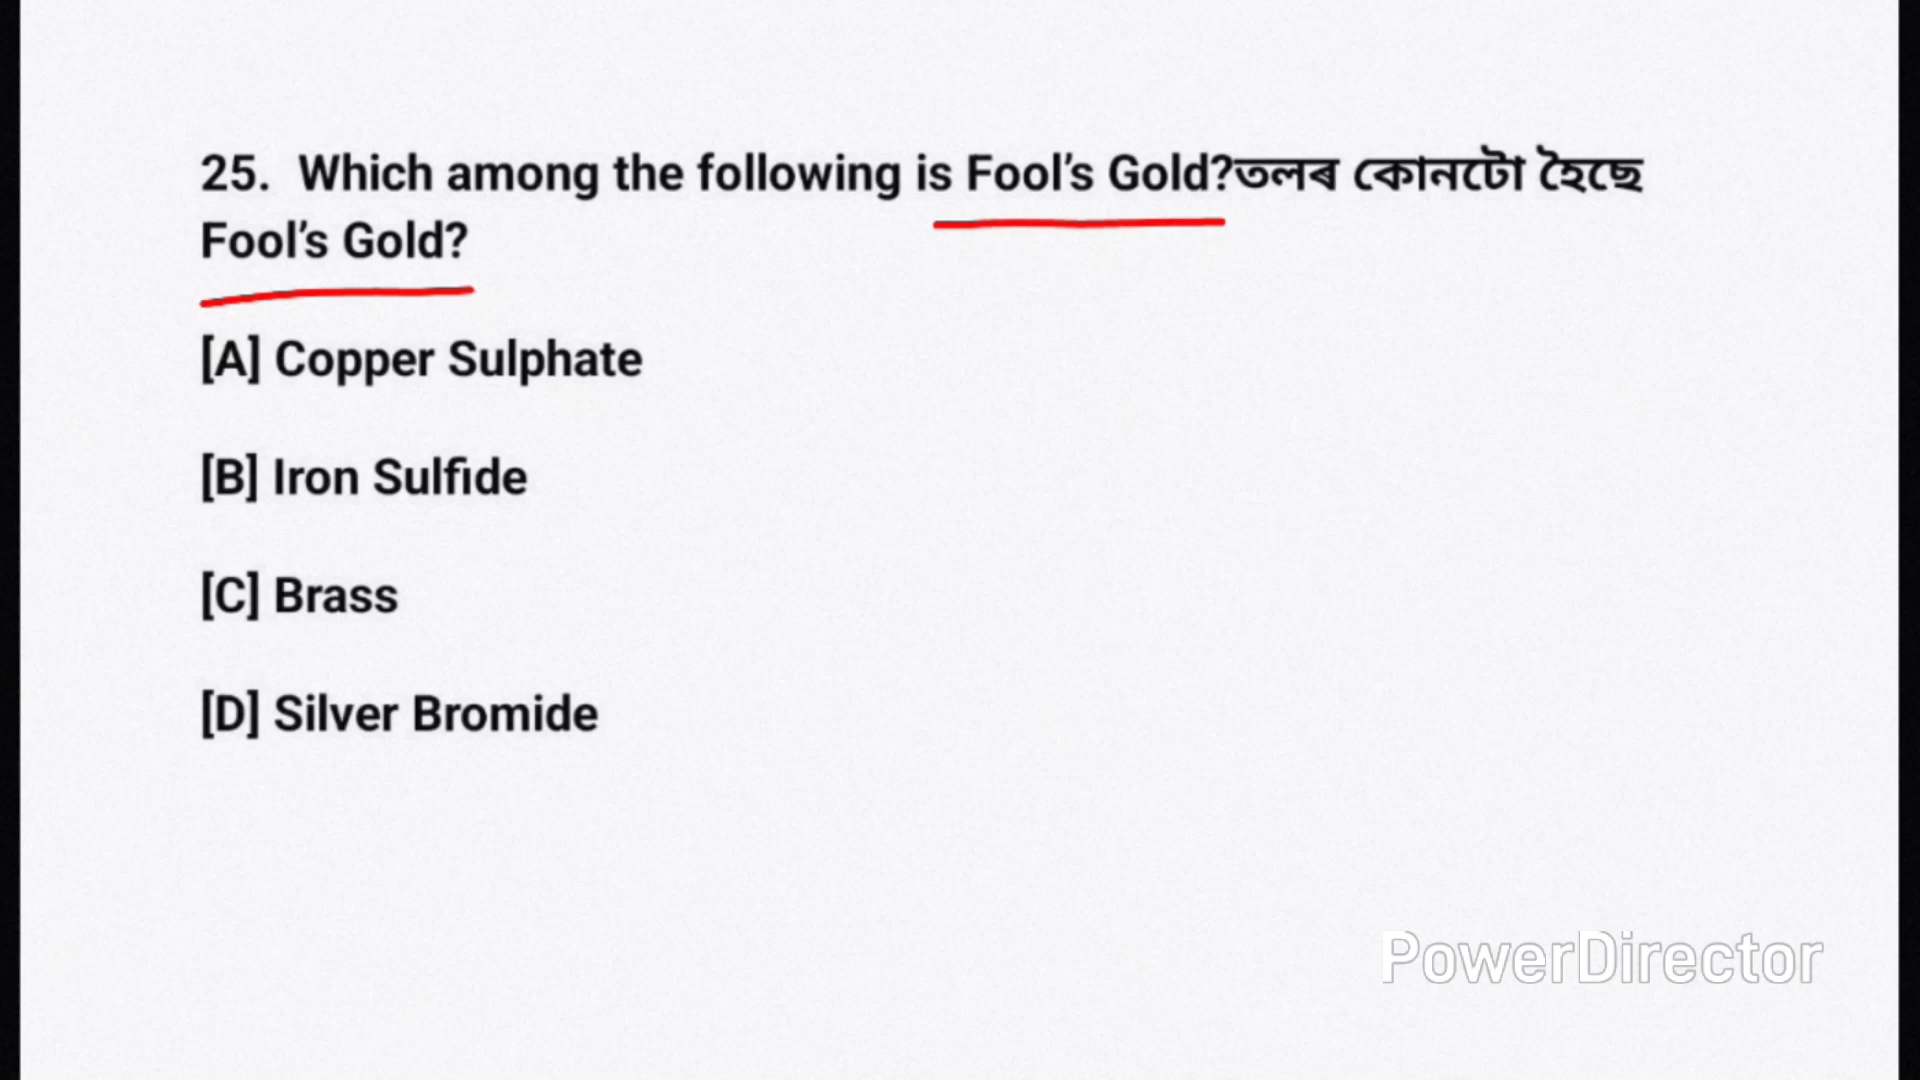 25. Which among the following is Fool's Gold?তলৰ কোনটো হৈছে
Fool's Gold?
[A] Copper Sulphate
[B] Iron Sulfide
[C] Brass
[D] Silver Bromide
PowerDirector